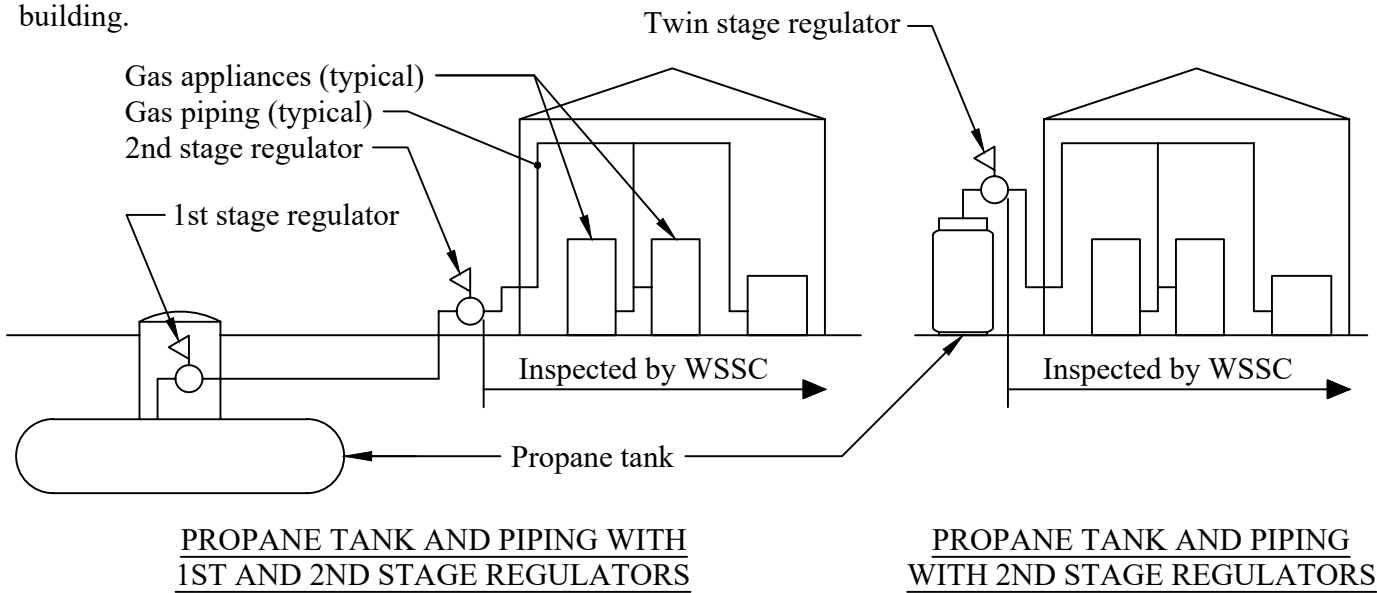 building.
Twin stage regulator
Gas appliances (typical)
Gas piping (typical)
2nd stage regulator
1st stage regulator
Inspected by WSSC
Inspected by WSSC
Propane tank
PROPANE TANK AND PIPING WITH
1ST AND 2ND STAGE REGULATORS
PROPANE TANK AND PIPING
WITH 2ND STAGE REGULATORS